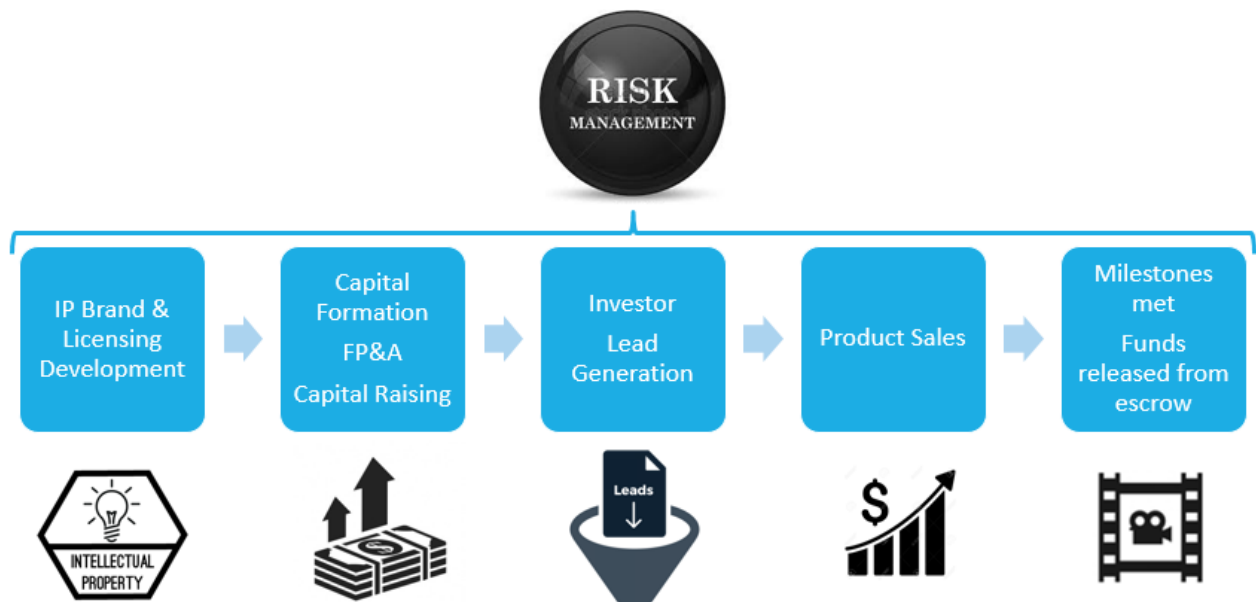 RISK
MANAGEMENT
IP Brand &
Licensing
Development
Capital
Formation
FP&A
Capital Raising
Investor
Lead
Generation
Product Sales
Milestones
met
Funds
released from
escrow
INTELLECTUAL
PROPERTY
Leads
$